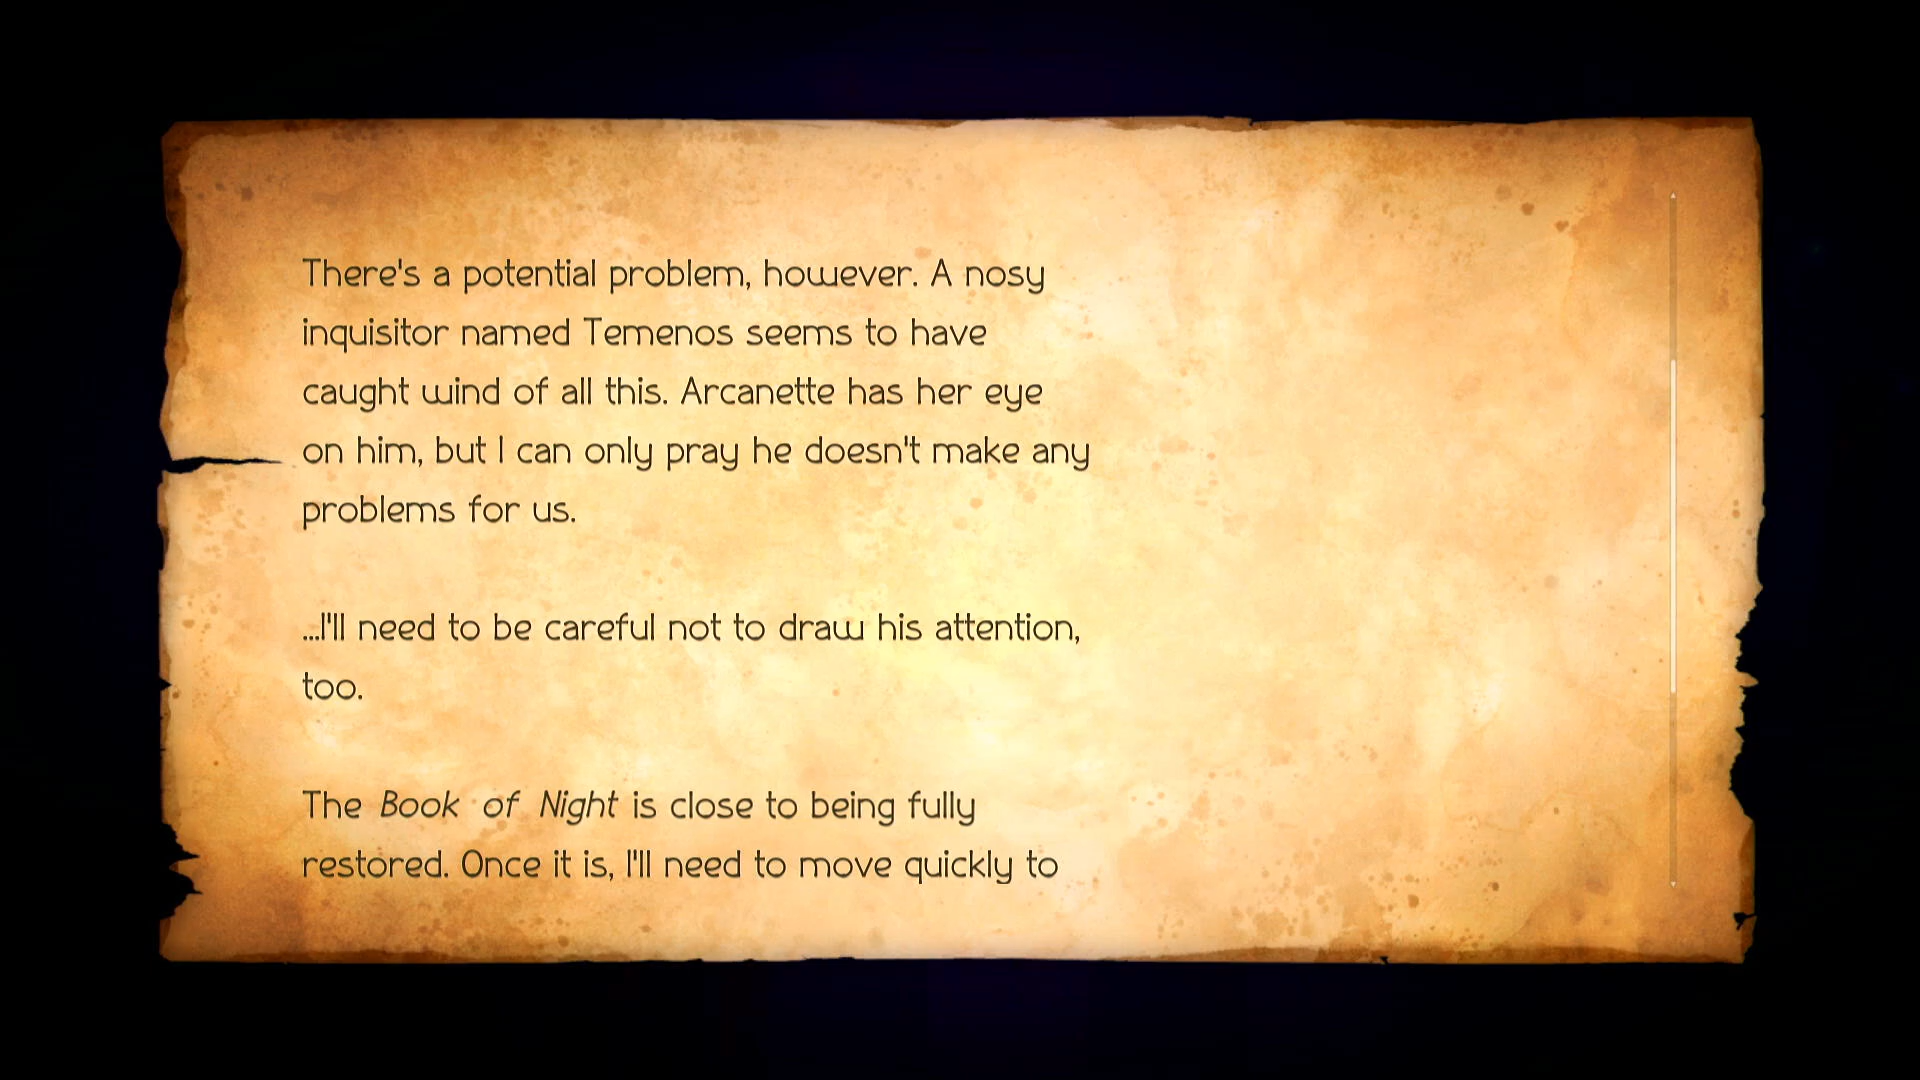 There's a potential problem, however. A nosy
inquisitor named Temenos seems to have
caught wind of all this. Arcanette has her eye
on him, but I can only pray he doesn't make any
problems for us.
...I'll need to be careful not to draw his attention,
too.
The Book of Night is close to being fully
restored. Once it is, I'll need to move quickly to